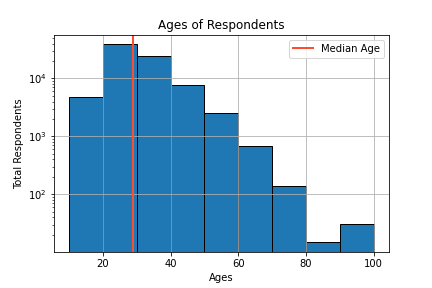 Ages of Respondents
Median Age
Total Respondents
10^4
10^3
10^2
20 40 60 80 100
Ages